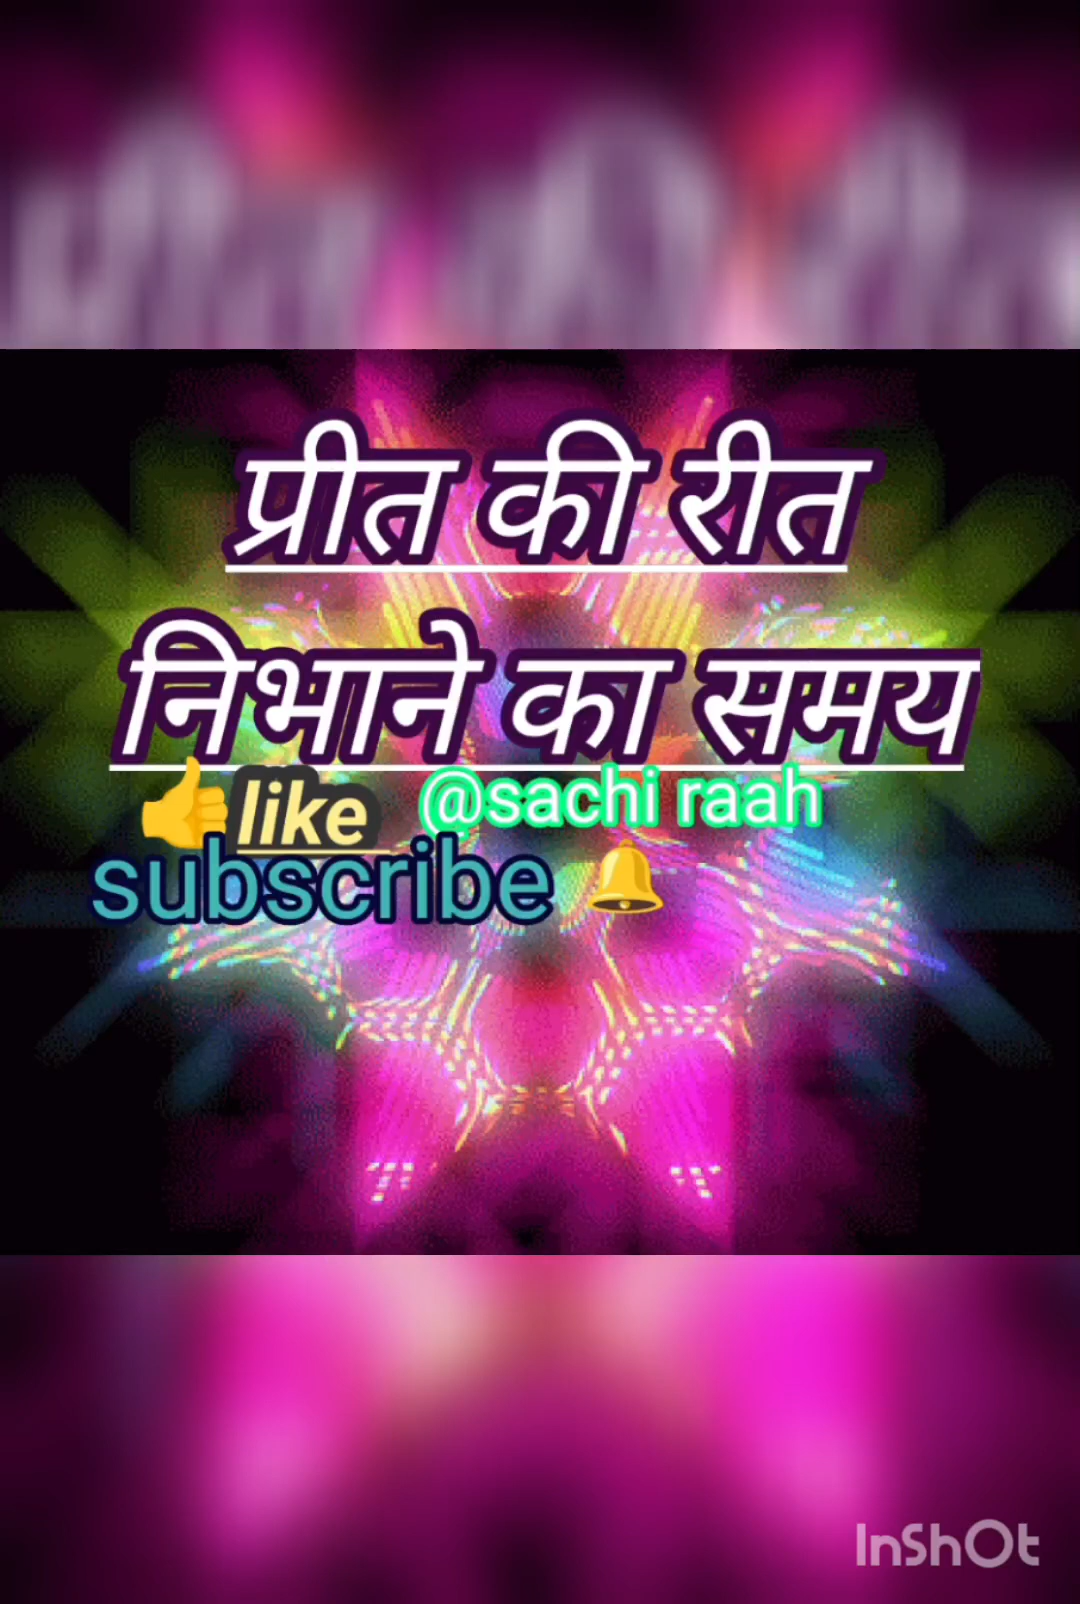 प्रीत की रीत
निभाने का समय
👍like @sachi raah
subscribe 🔔
InShOt